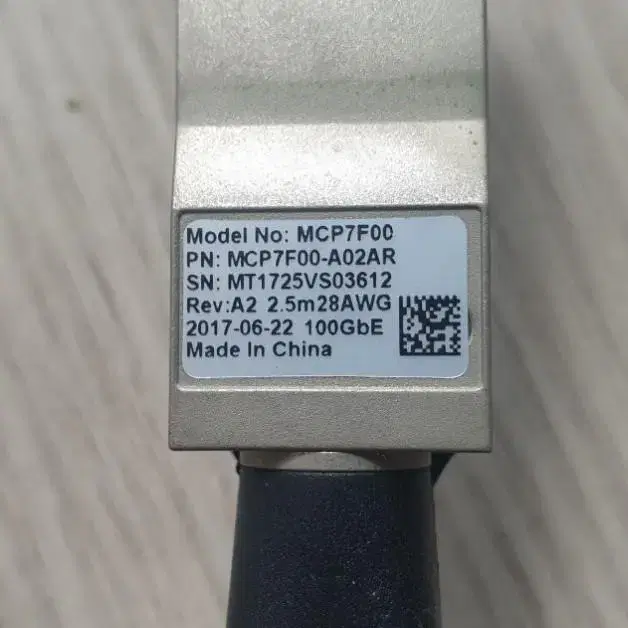 Model No: MCP7F00
PN: MCP7F00-A02AR
SN: MT1725VS03612
Rev:A2 2.5m28AWG
2017-06-22 100GbE
Made In China